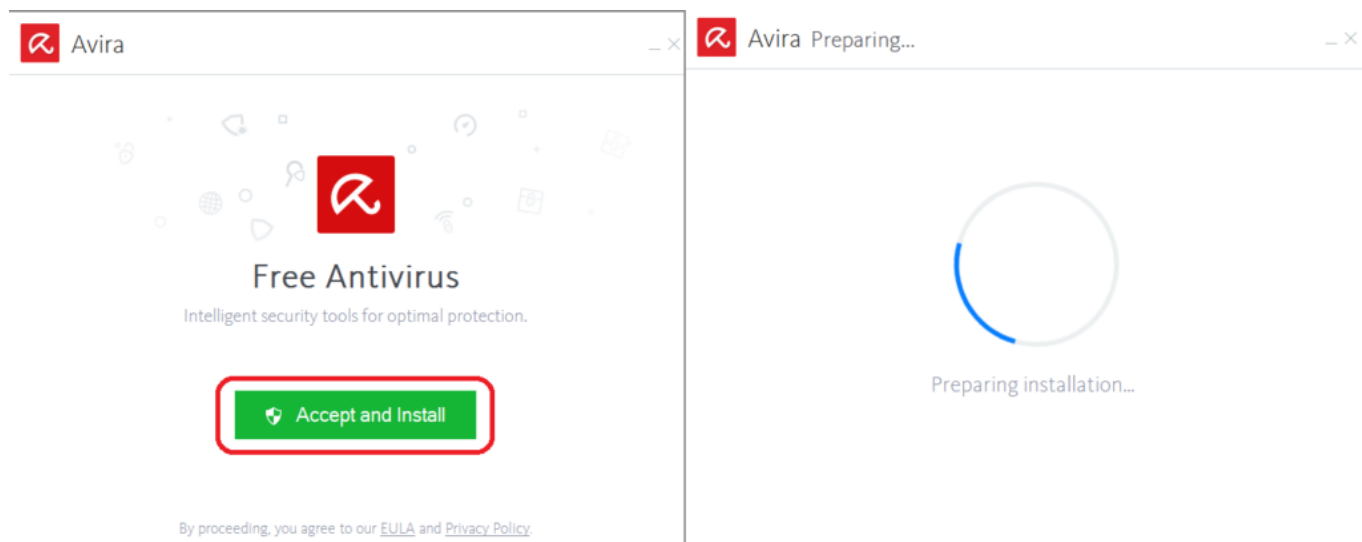 Avira
Free Antivirus
Intelligent security tools for optimal protection.
Accept and Install
By proceeding, you agree to our EULA and Privacy Policy.
Avira Preparing...
Preparing installation...